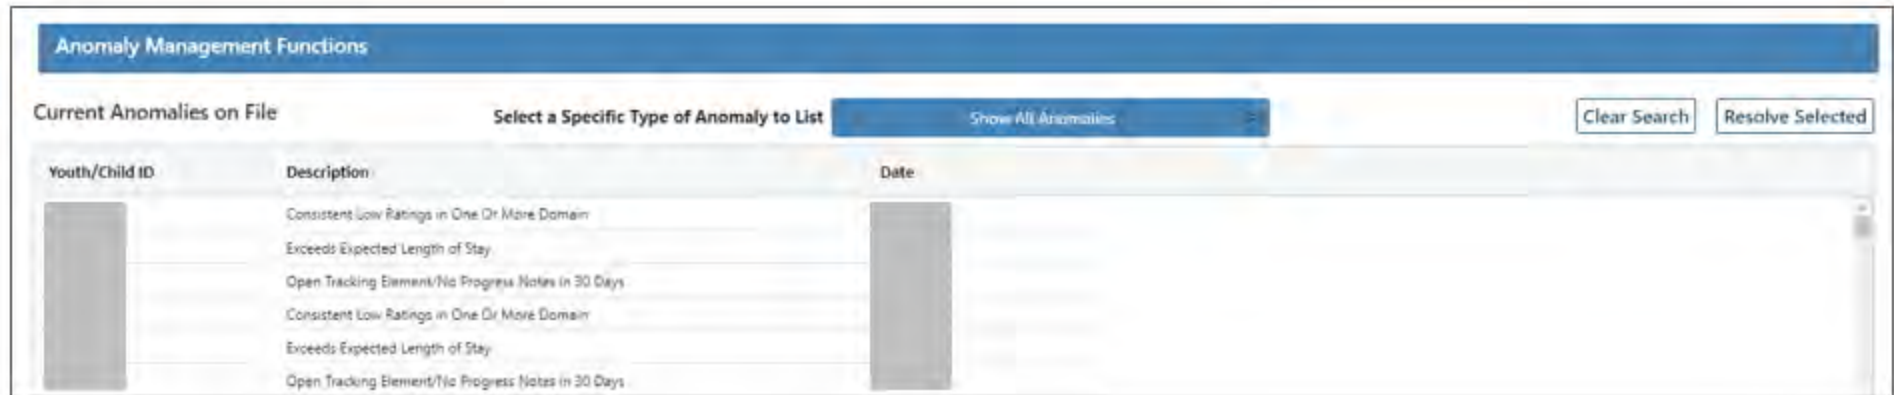 Anomaly Management Functions
Current Anomalies on File Select a Specific Type of Anomaly to List Show All Anomalies Clear Search Resolve Selected
Youth/Child ID Description Date
Consistent Low Ratings in One Or More Domain
Exceeds Expected Length of Stay
Open Tracking Element/No Progress Notes in 30 Days
Consistent Low Ratings in One Or More Domain
Exceeds Expected Length of Stay
Open Tracking Element/No Progress Notes in 30 Days